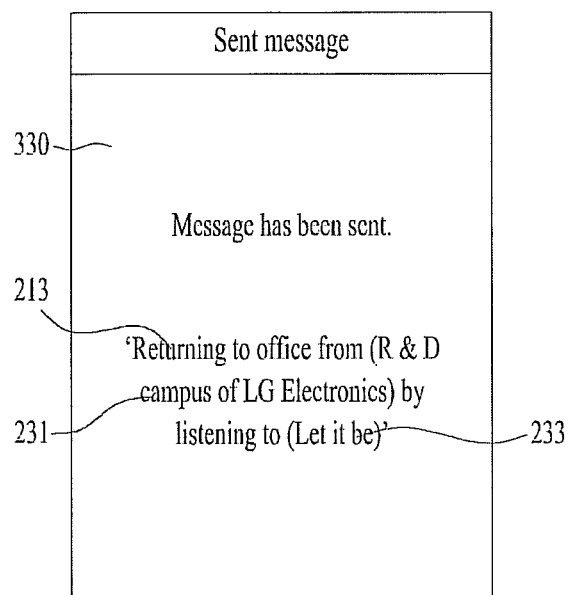 Sent message
330
Message has been sent.
213
‘Returning to office from (R & D
campus of LG Electronics) by
231
listening to (Let it be)’
233